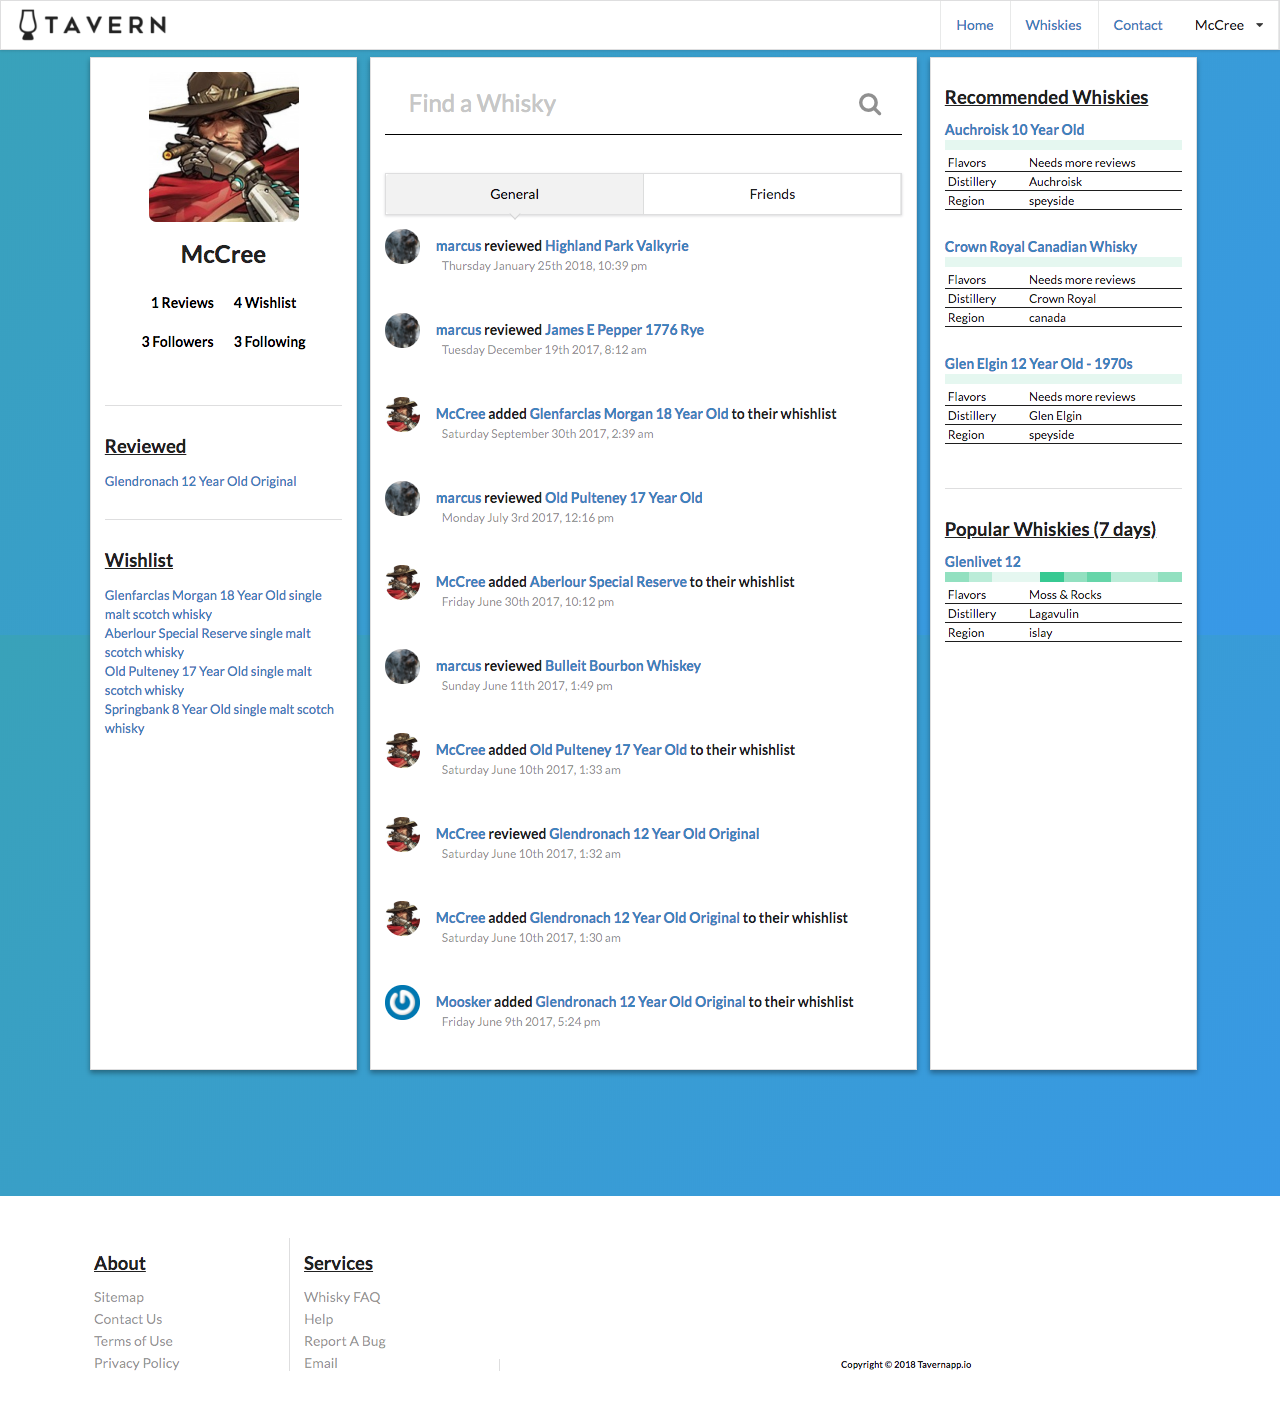 TAVERN
Home
Whiskies
Contact
McCree
McCree
1 Reviews
4 Wishlist
3 Followers
3 Following
Reviewed
Glendronach 12 Year Old Original
Wishlist
Glenfarclas Morgan 18 Year Old single
malt scotch whisky
Aberlour Special Reserve single malt
scotch whisky
Old Pulteney 17 Year Old single malt
scotch whisky
Springbank 8 Year Old single malt scotch
whisky
Find a Whisky
General
Friends
marcus reviewed Highland Park Valkyrie
Thursday January 25th 2018, 10:39 pm
marcus reviewed James E Pepper 1776 Rye
Tuesday December 19th 2017, 8:12 am
McCree added Glenfarclas Morgan 18 Year Old to their whishlist
Saturday September 30th 2017, 2:39 am
marcus reviewed Old Pulteney 17 Year Old
Monday July 3rd 2017, 12:16 pm
McCree added Aberlour Special Reserve to their whishlist
Friday June 30th 2017, 10:12 pm
marcus reviewed Bulleit Bourbon Whiskey
Sunday June 11th 2017, 1:49 pm
McCree added Old Pulteney 17 Year Old to their whishlist
Saturday June 10th 2017, 1:33 am
McCree reviewed Glendronach 12 Year Old Original
Saturday June 10th 2017, 1:32 am
McCree added Glendronach 12 Year Old Original to their whishlist
Saturday June 10th 2017, 1:30 am
Moosker added Glendronach 12 Year Old Original to their whishlist
Friday June 9th 2017, 5:24 pm
Recommended Whiskies
Auchroisk 10 Year Old
Flavors Needs more reviews
Distillery Auchroisk
Region speyside
Crown Royal Canadian Whisky
Flavors Needs more reviews
Distillery Crown Royal
Region canada
Glen Elgin 12 Year Old - 1970s
Flavors Needs more reviews
Distillery Glen Elgin
Region speyside
Popular Whiskies (7 days)
Glenlivet 12
Flavors Moss & Rocks
Distillery Lagavulin
Region islay
About
Sitemap
Contact Us
Terms of Use
Privacy Policy
Services
Whisky FAQ
Help
Report A Bug
Email
Copyright © 2018 Tavernapp.io